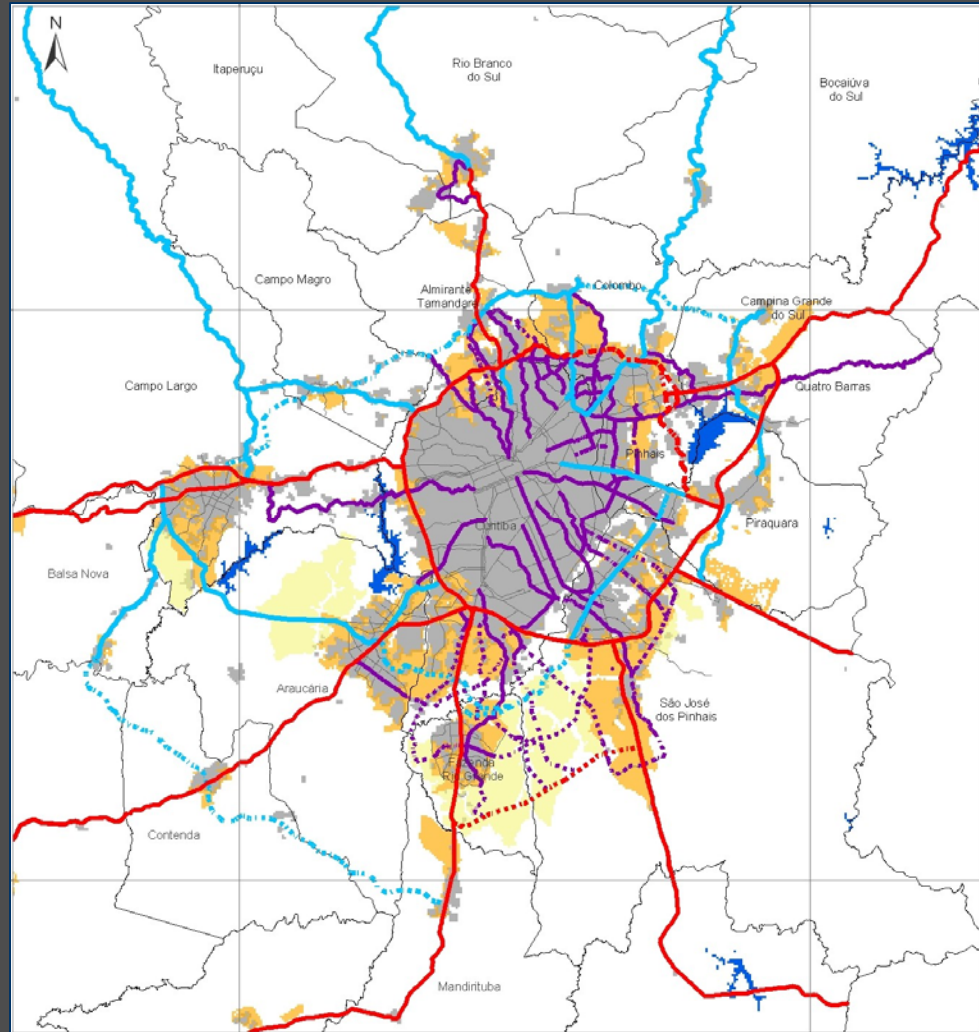 N
Itaperuçu
Rio Branco
do Sul
Bocaiúva
do Sul
Campo Magro
Almirante
Tamandaré
Colombo
Campina Grande
do Sul
Campo Largo
Quatro Barras
Pinhais
Curitiba
Piraquara
Balsa Nova
Araucária
São José
dos Pinhais
Fazenda
Rio Grande
Contenda
Mandirituba